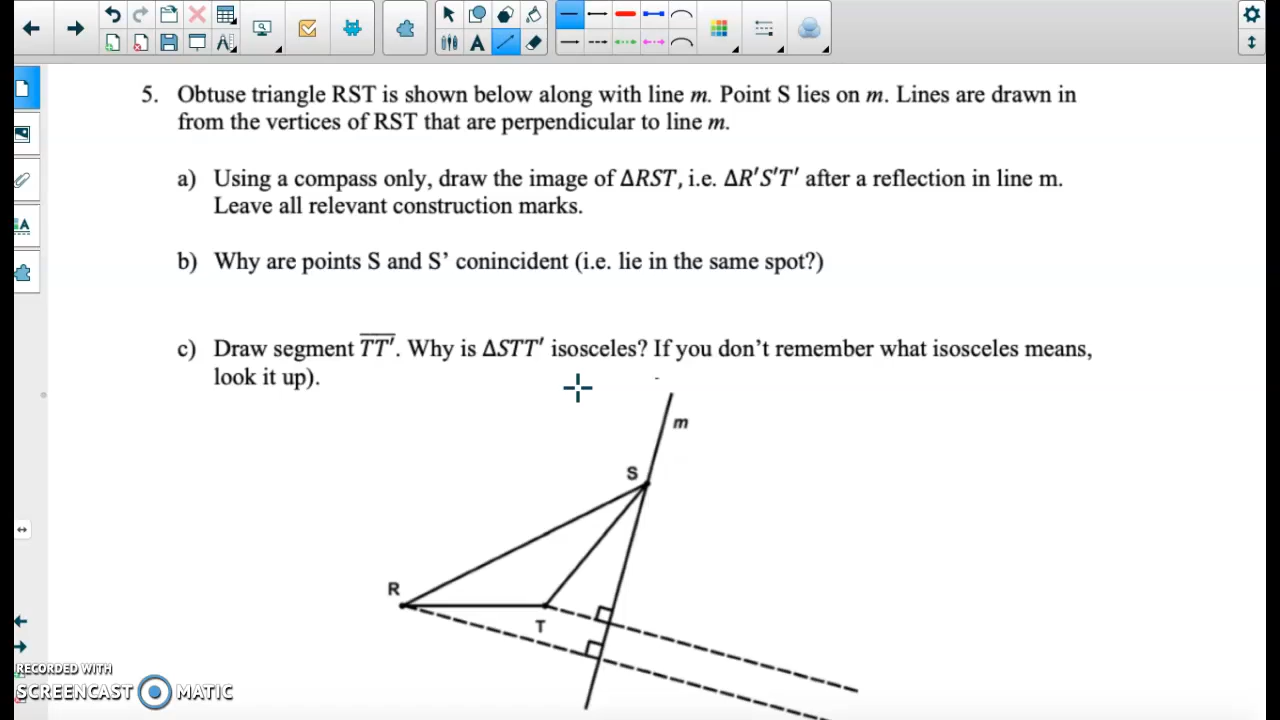 5. Obtuse triangle RST is shown below along with line m. Point S lies on m. Lines are drawn in
from the vertices of RST that are perpendicular to line m.
a) Using a compass only, draw the image of ΔRST, i.e. ΔR′S′T′ after a reflection in line m.
Leave all relevant construction marks.
b) Why are points S and S’ conincident (i.e. lie in the same spot?)
c) Draw segment T̅T̅′. Why is ΔSTT′ isosceles? If you don’t remember what isosceles means,
look it up).
m
S
R
T
RECORDED WITH
SCREENCAST MATIC
A
A
A